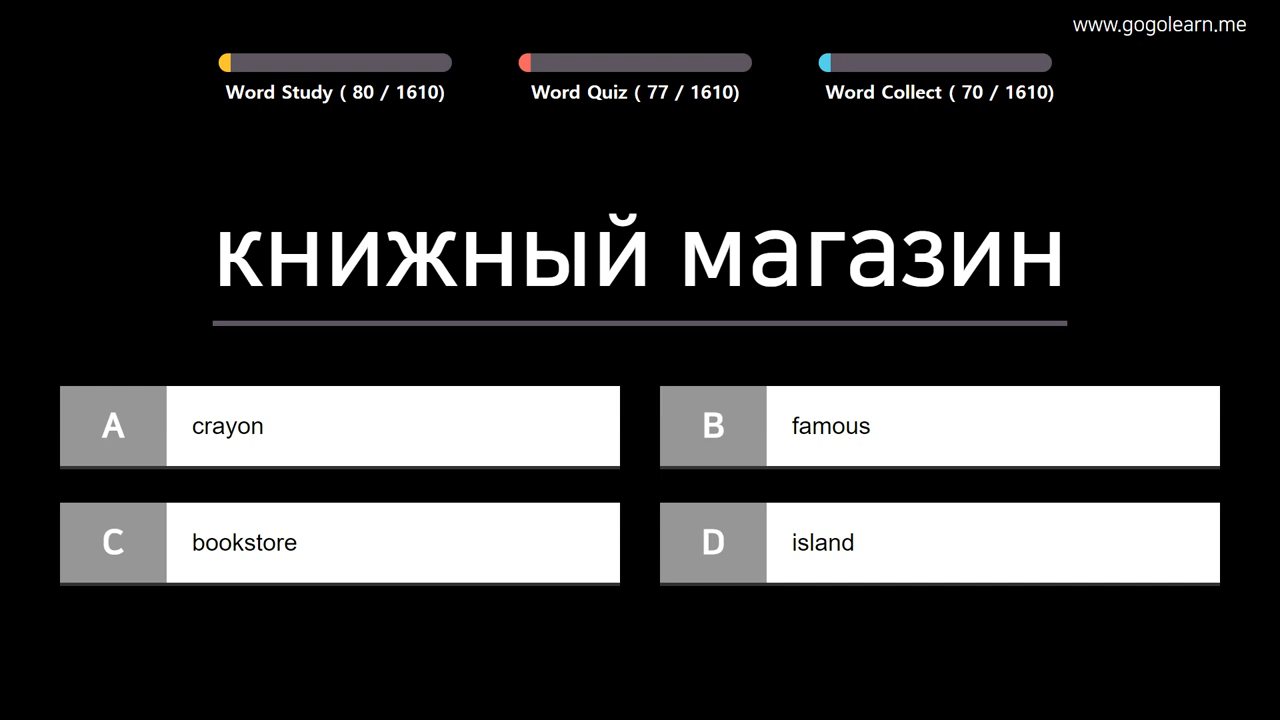 www.gogolearn.me
Word Study ( 80 / 1610)
Word Quiz ( 77 / 1610)
Word Collect ( 70 / 1610)
книжный магазин
A crayon
B famous
C bookstore
D island